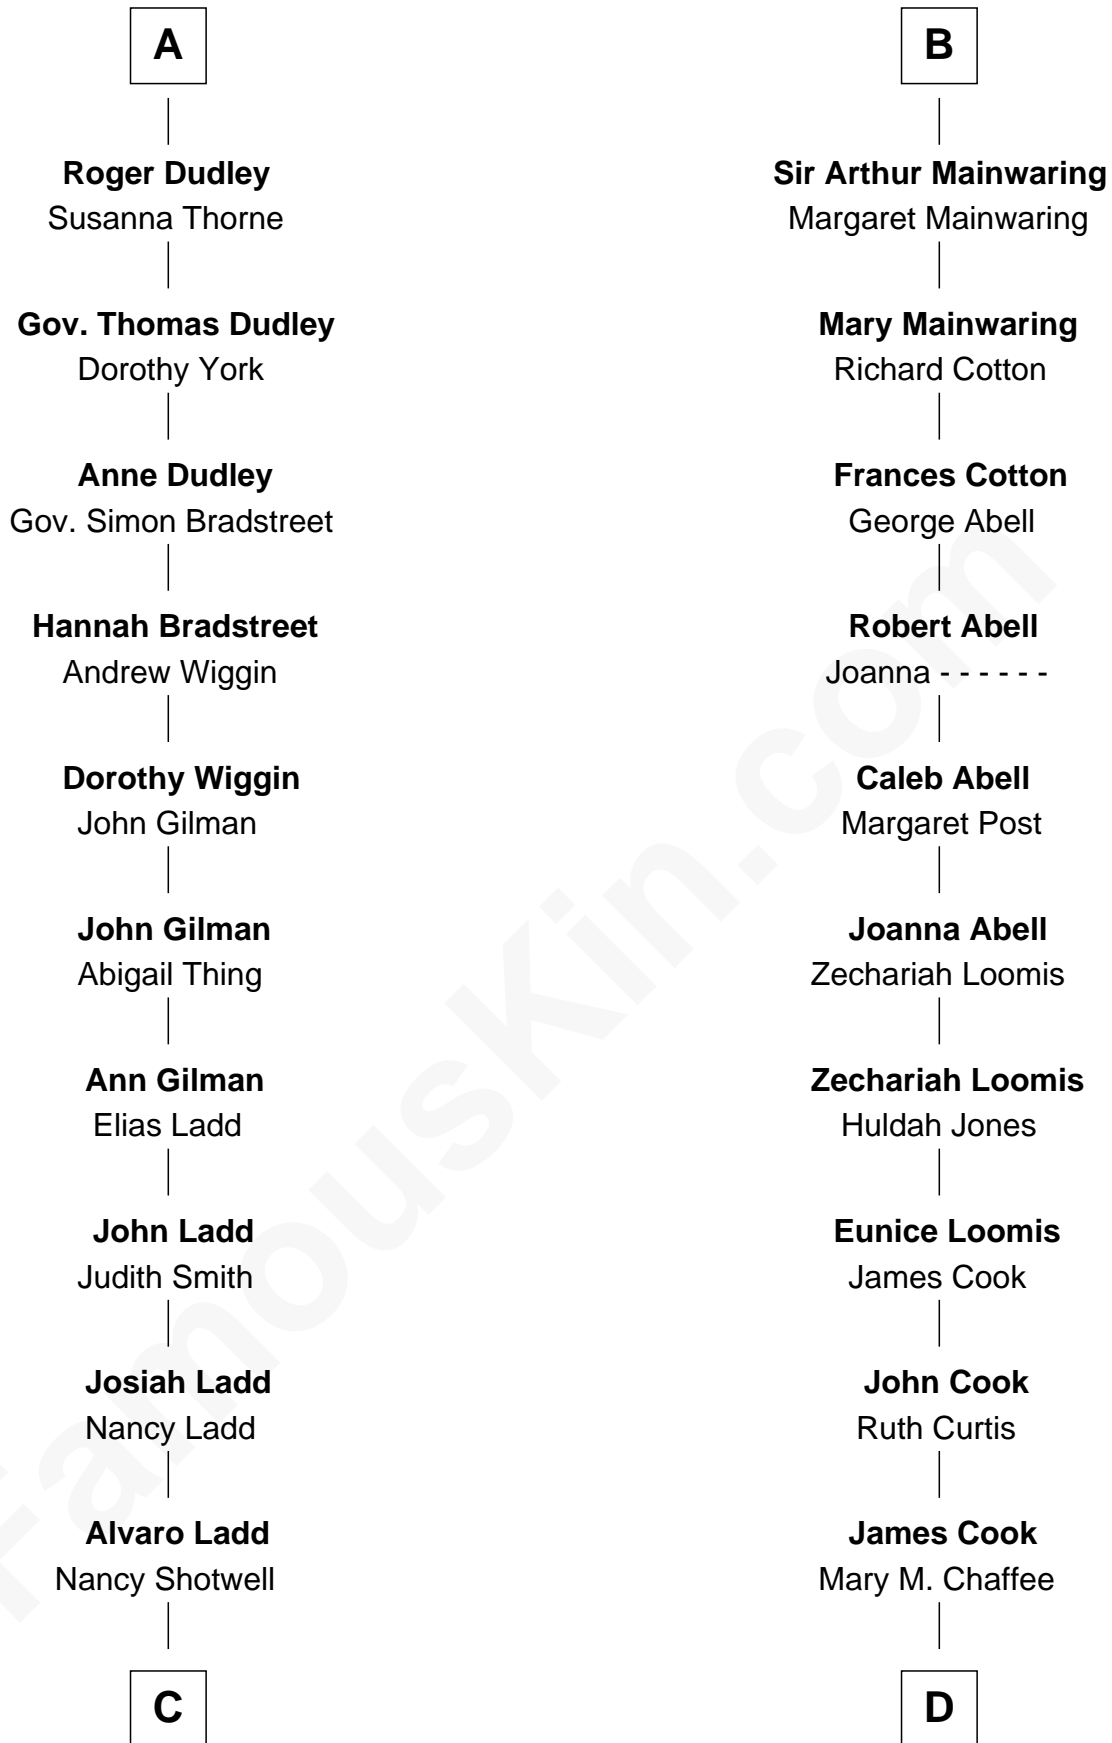 A
Roger Dudley
Susanna Thorne
Gov. Thomas Dudley
Dorothy York
Anne Dudley
Gov. Simon Bradstreet
Hannah Bradstreet
Andrew Wiggin
Dorothy Wiggin
John Gilman
John Gilman
Abigail Thing
Ann Gilman
Elias Ladd
John Ladd
Judith Smith
Josiah Ladd
Nancy Ladd
Alvaro Ladd
Nancy Shotwell
C
B
Sir Arthur Mainwaring
Margaret Mainwaring
Mary Mainwaring
Richard Cotton
Frances Cotton
George Abell
Robert Abell
Joanna - - - - - -
Caleb Abell
Margaret Post
Joanna Abell
Zechariah Loomis
Zechariah Loomis
Huldah Jones
Eunice Loomis
James Cook
John Cook
Ruth Curtis
James Cook
Mary M. Chaffee
D
FamousKin.com